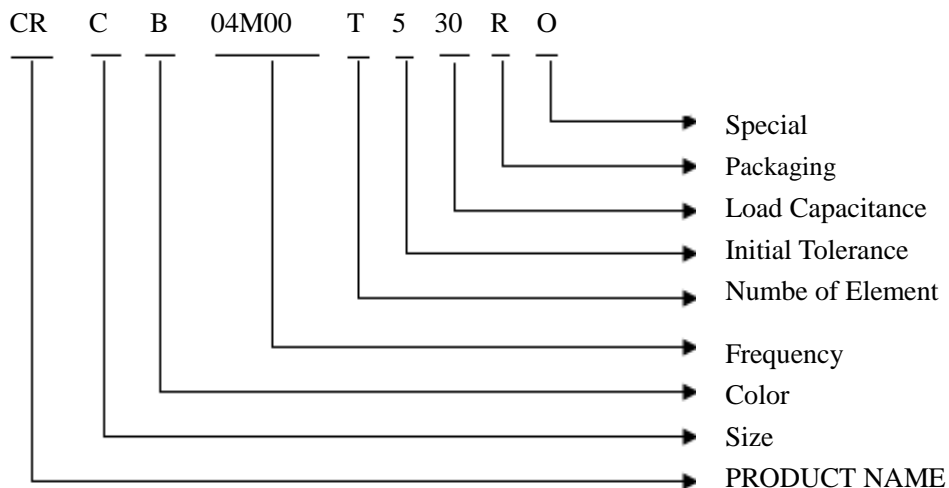 CR C B 04M00 T 5 30 R O
Special
Packaging
Load Capacitance
Initial Tolerance
Numbe of Element
Frequency
Color
Size
PRODUCT NAME